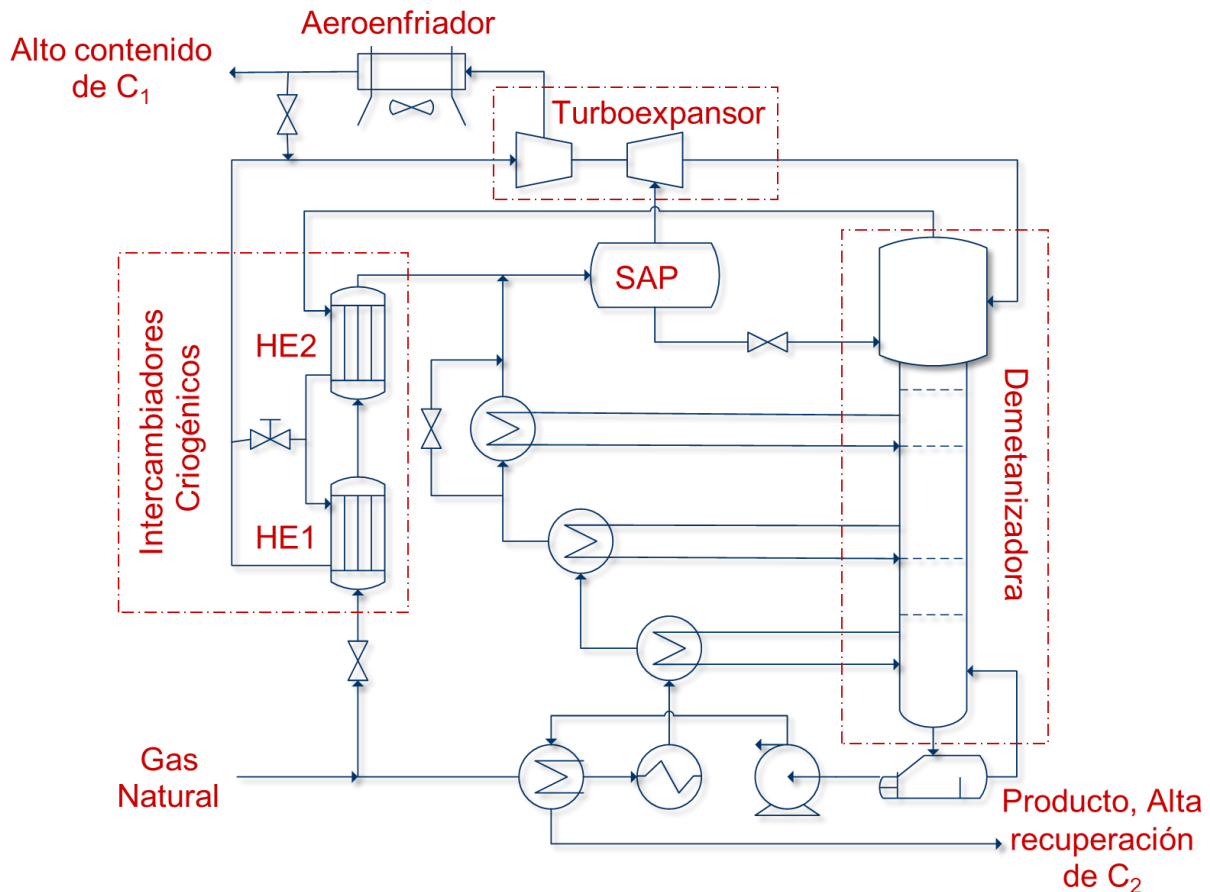 Aeroenfriador
Alto contenido
de C₁
Turboexpansor
SAP
HE2
Intercambiadores
Criogénicos
HE1
Demetanizadora
Gas
Natural
Producto, Alta
recuperación
de C₂